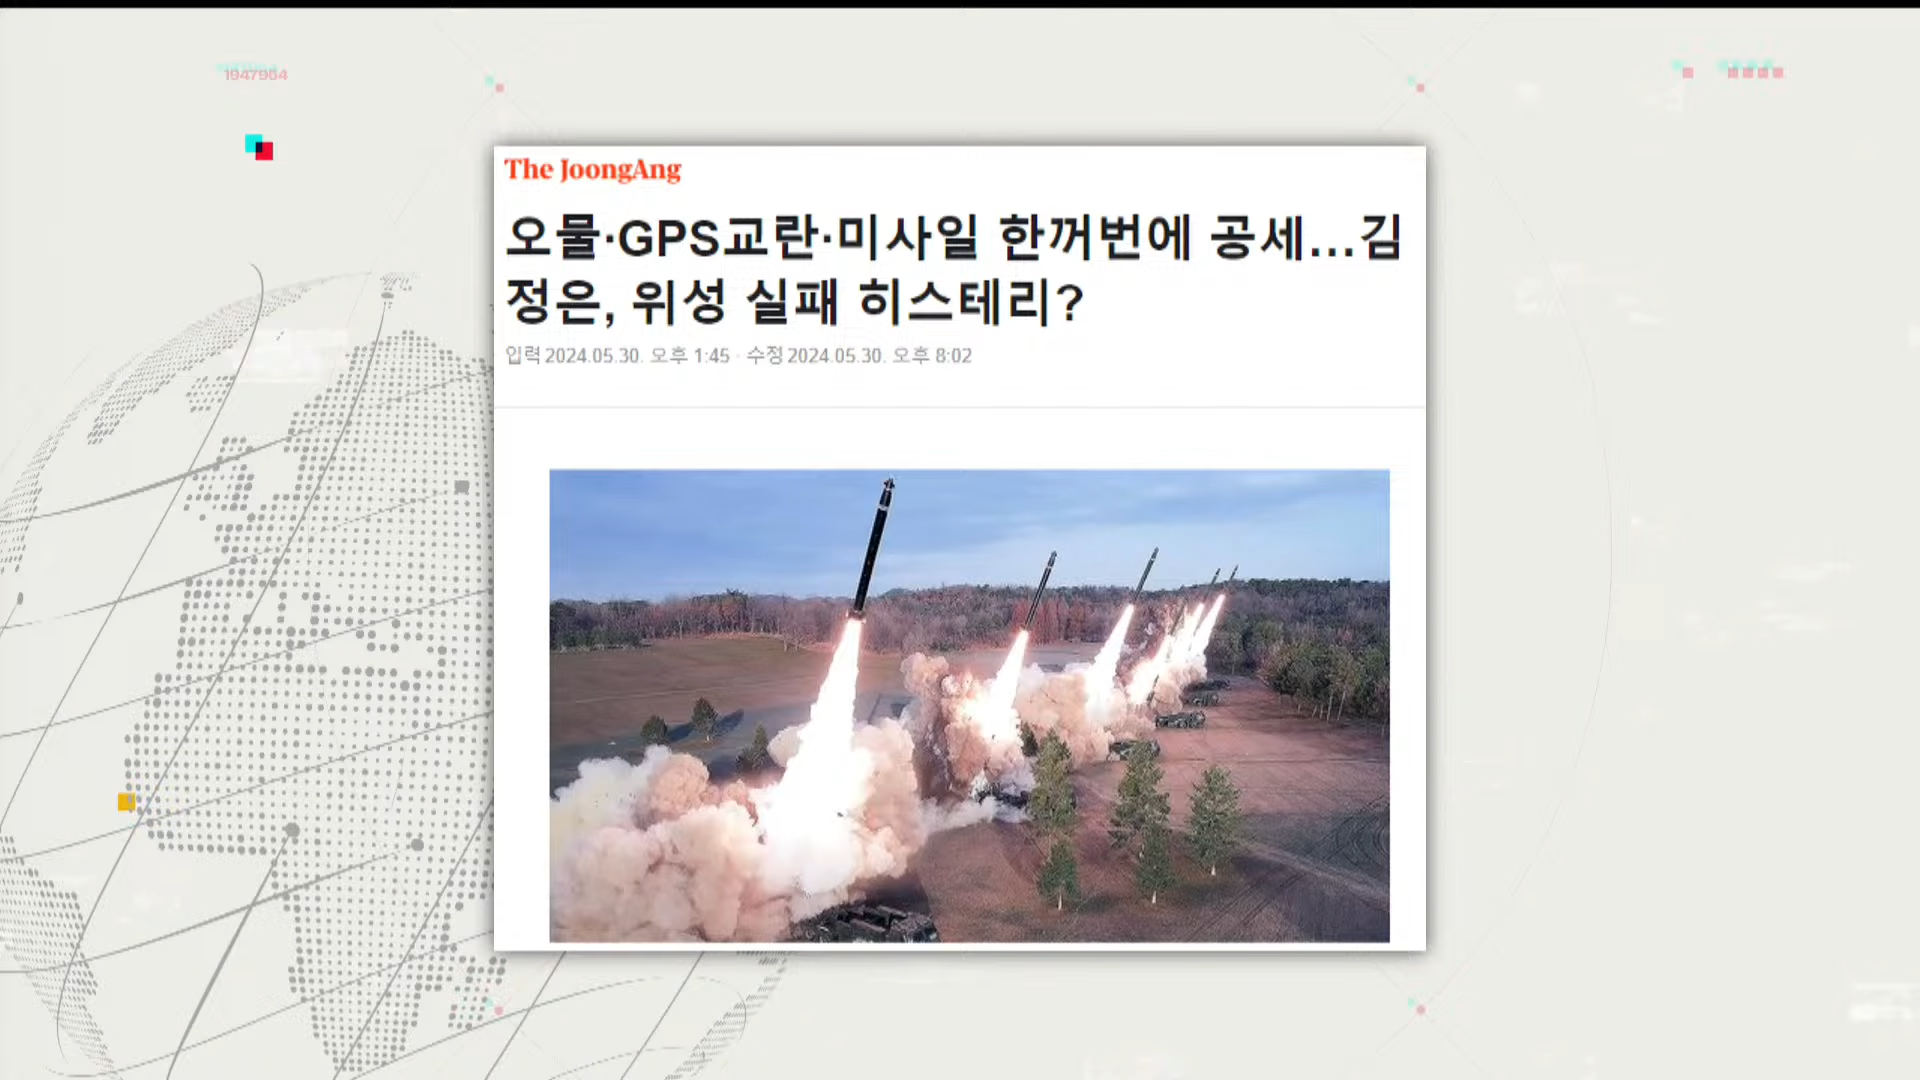 1947964
The JoongAng
오물·GPS교란·미사일 한꺼번에 공세…김
정은, 위성 실패 히스테리?
입력 2024.05.30. 오후 1:45 · 수정 2024.05.30. 오후 8:02